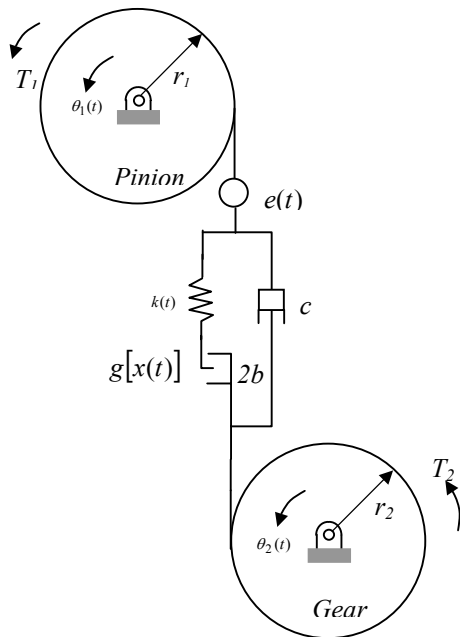 T₁
r₁
θ₁(t)
Pinion
e(t)
k(t)
c
g[x(t)]
2b
T₂
r₂
θ₂(t)
Gear